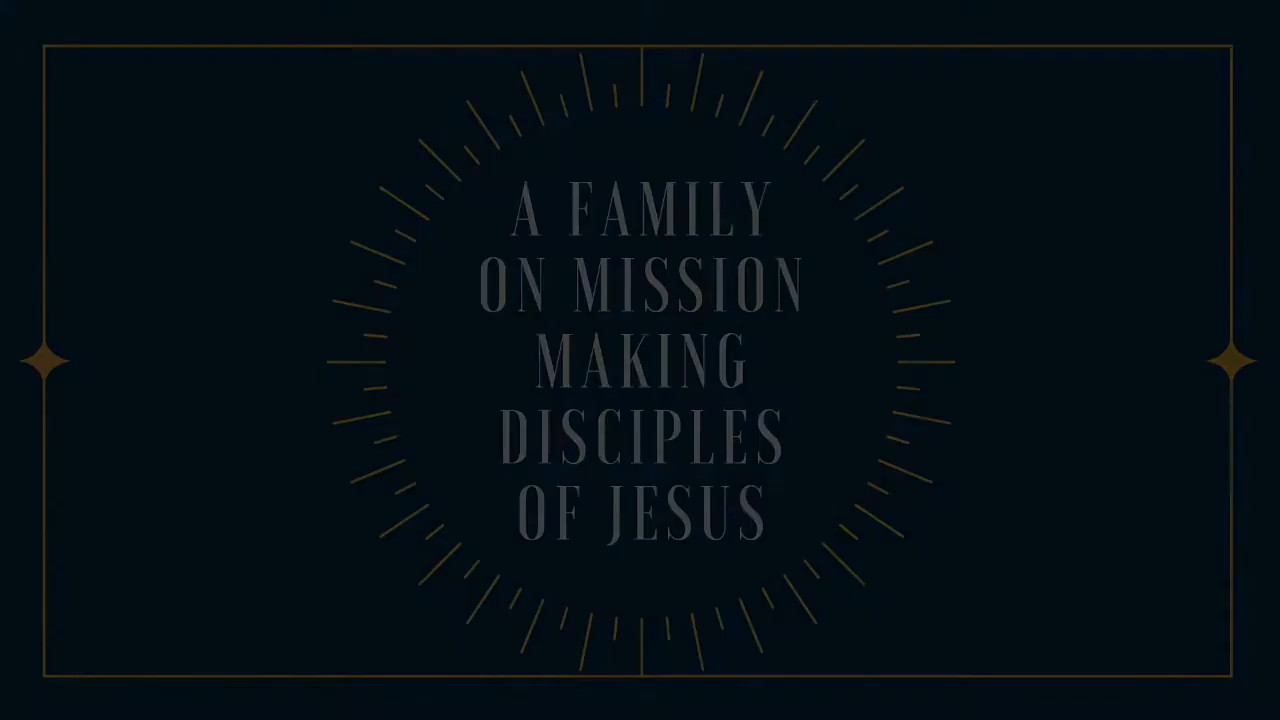 A FAMILY
ON MISSION
MAKING
DISCIPLES
OF JESUS